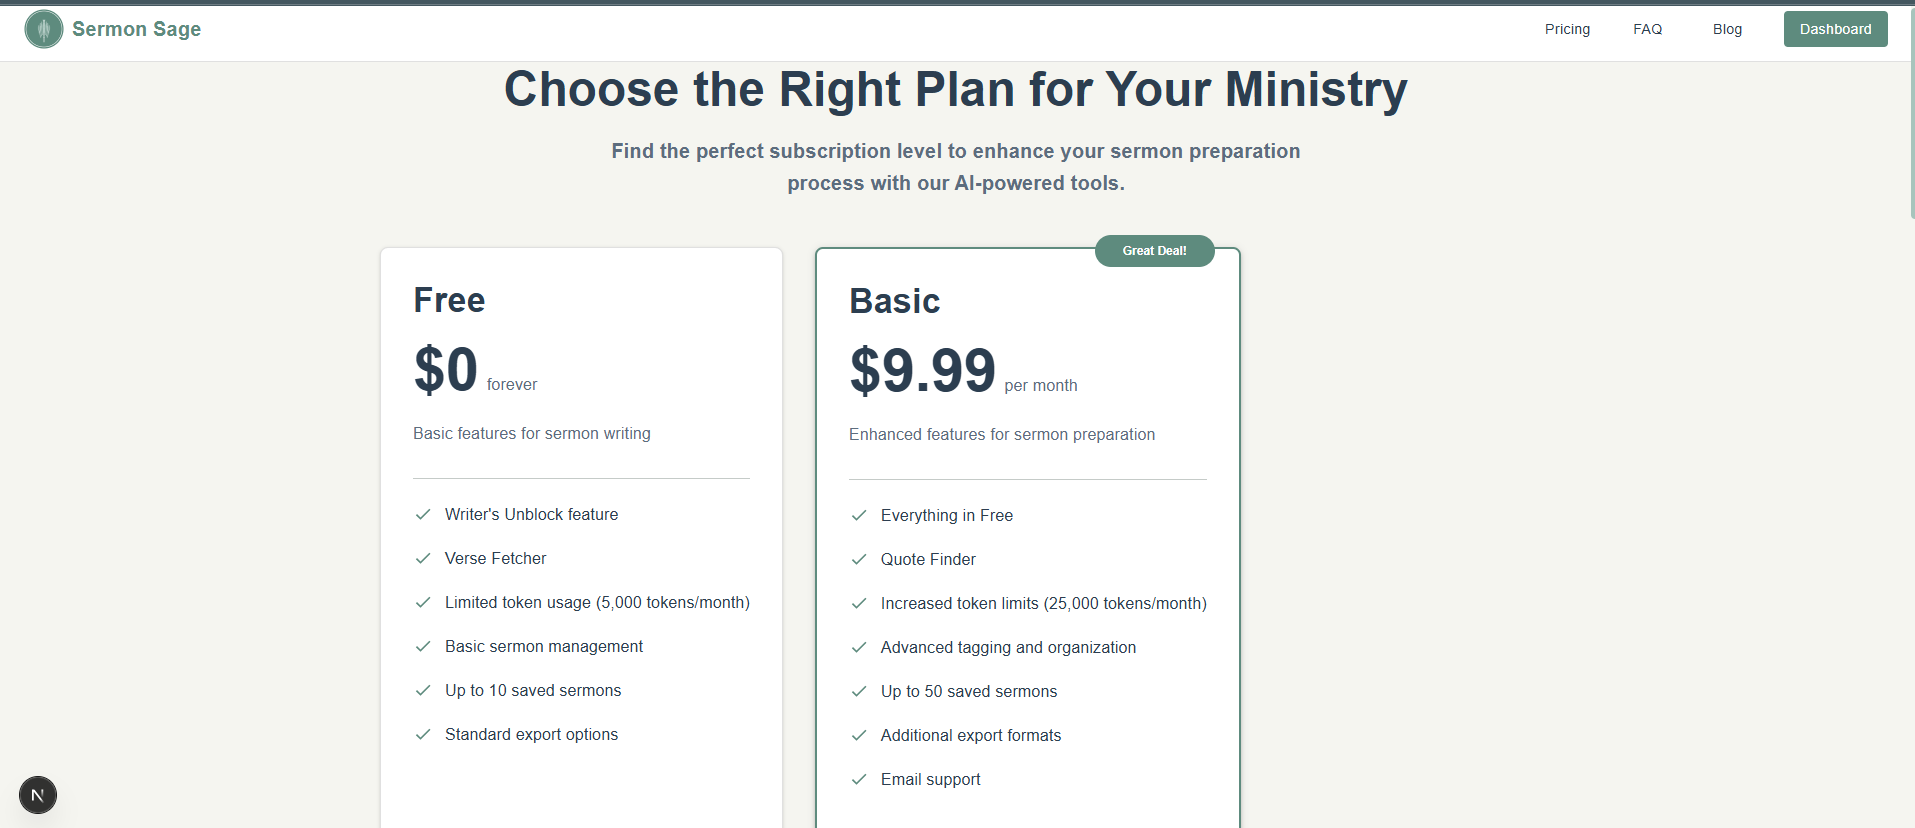 Sermon Sage
Pricing
FAQ
Blog
Dashboard
Choose the Right Plan for Your Ministry
Find the perfect subscription level to enhance your sermon preparation
process with our AI-powered tools.
Free
$0 forever
Basic features for sermon writing
Writer's Unblock feature
Verse Fetcher
Limited token usage (5,000 tokens/month)
Basic sermon management
Up to 10 saved sermons
Standard export options
Great Deal!
Basic
$9.99 per month
Enhanced features for sermon preparation
Everything in Free
Quote Finder
Increased token limits (25,000 tokens/month)
Advanced tagging and organization
Up to 50 saved sermons
Additional export formats
Email support
N